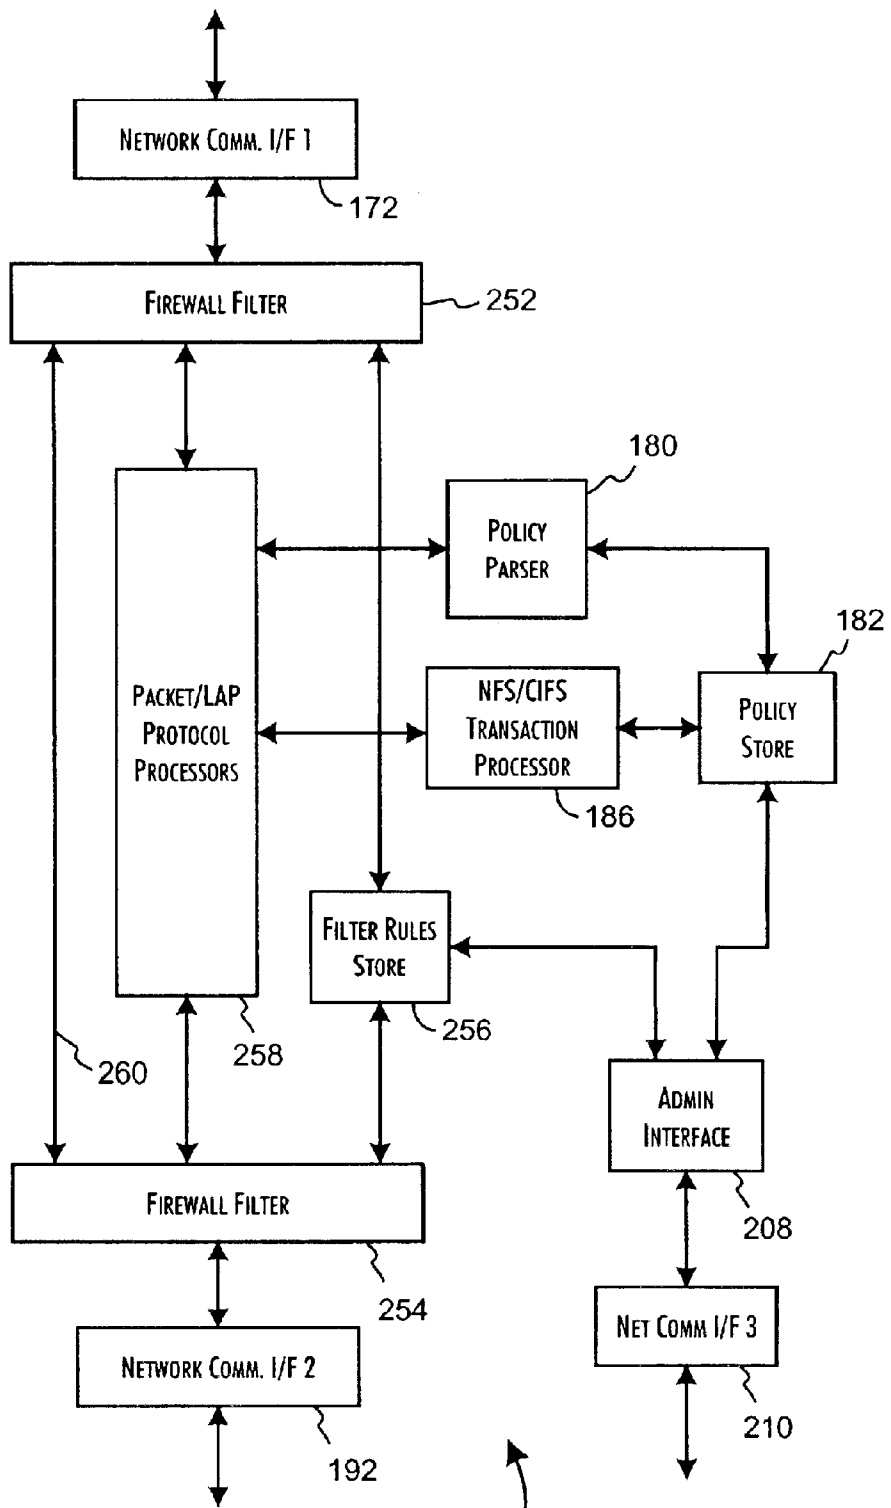 NETWORK COMM. I/F 1
172
FIREWALL FILTER
252
180
POLICY
PARSER
182
PACKET/LAP
PROTOCOL
PROCESSORS
NFS/CIFS
TRANSACTION
PROCESSOR
POLICY
STORE
186
FILTER RULES
STORE
258
256
260
ADMIN
INTERFACE
FIREWALL FILTER
208
254
NET COMM I/F 3
NETWORK COMM. I/F 2
210
192